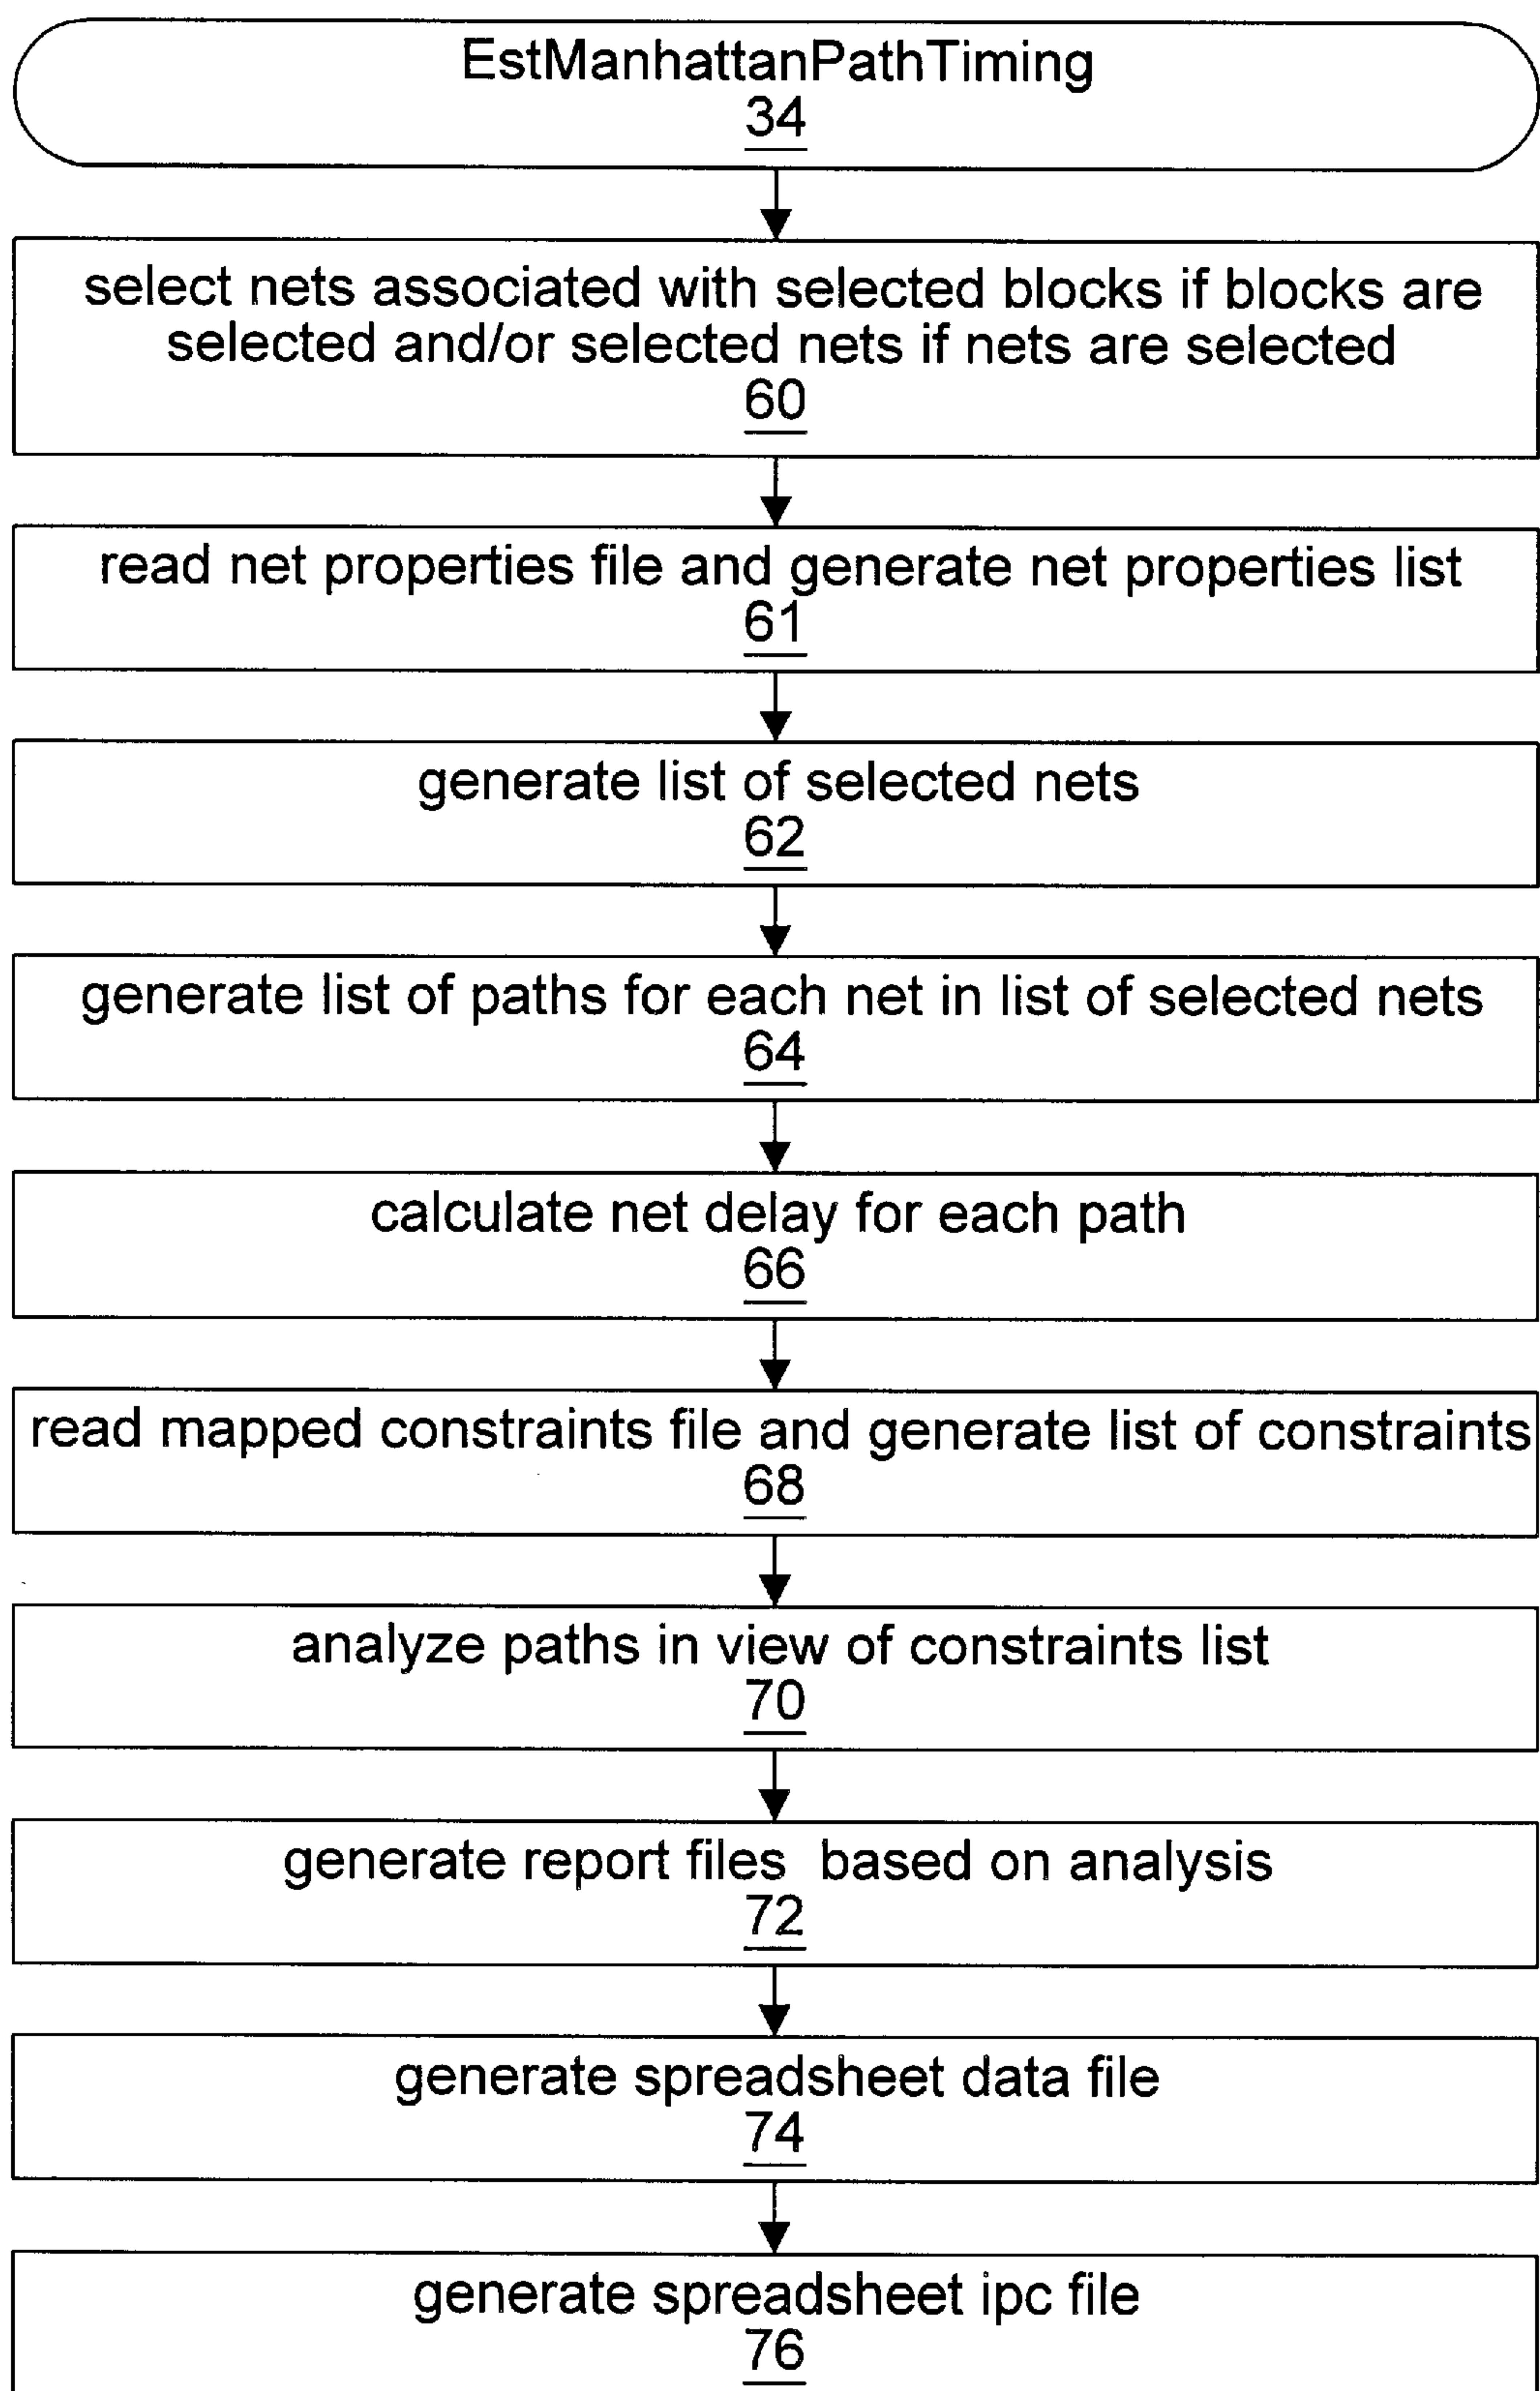 EstManhattanPathTiming
34
select nets associated with selected blocks if blocks are
selected and/or selected nets if nets are selected
60
read net properties file and generate net properties list
61
generate list of selected nets
62
generate list of paths for each net in list of selected nets
64
calculate net delay for each path
66
read mapped constraints file and generate list of constraints
68
analyze paths in view of constraints list
70
generate report files  based on analysis
72
generate spreadsheet data file
74
generate spreadsheet ipc file
76